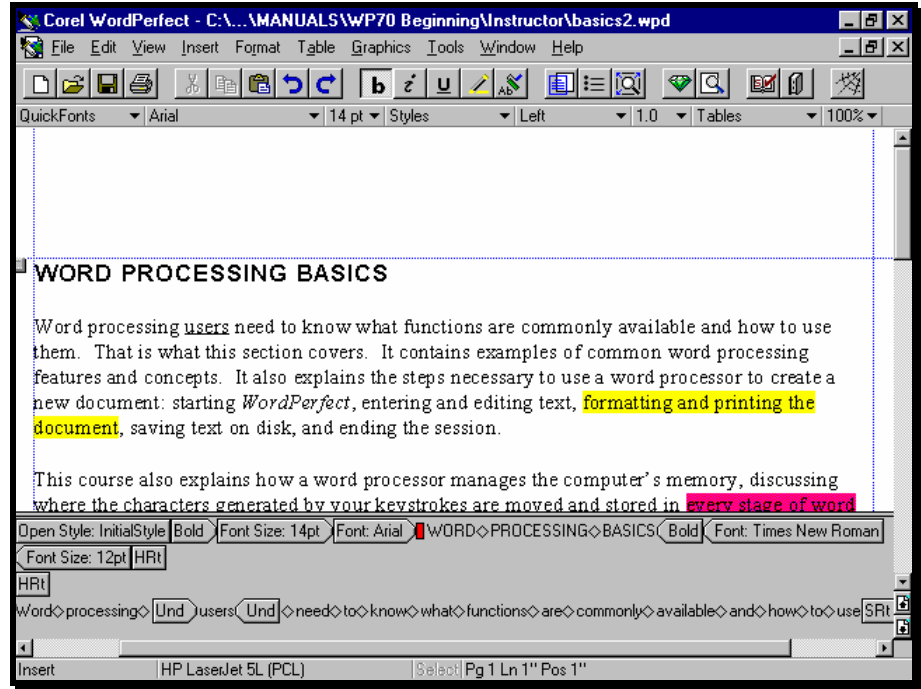 Corel WordPerfect - C:\...\MANUALS\WP70 Beginning\Instructor\basics2.wpd
File Edit View Insert Format Table Graphics Tools Window Help
b i u AB
QuickFonts Arial 14 pt Styles Left 1.0 Tables 100%
WORD PROCESSING BASICS
Word processing users need to know what functions are commonly available and how to use
them. That is what this section covers. It contains examples of common word processing
features and concepts. It also explains the steps necessary to use a word processor to create a
new document: starting WordPerfect, entering and editing text, formatting and printing the
document, saving text on disk, and ending the session.
This course also explains how a word processor manages the computer's memory, discussing
where the characters generated by your keystrokes are moved and stored in every stage of word
Open Style: InitialStyle Bold Font Size: 14pt Font: Arial WORD◇PROCESSING◇BASICS Bold Font: Times New Roman
Font Size: 12pt HRt
HRt
Word◇processing◇ Und users Und ◇need◇to◇know◇what◇functions◇are◇commonly◇available◇and◇how◇to◇use SRt
Insert HP LaserJet 5L (PCL) Select Pg 1 Ln 1" Pos 1"